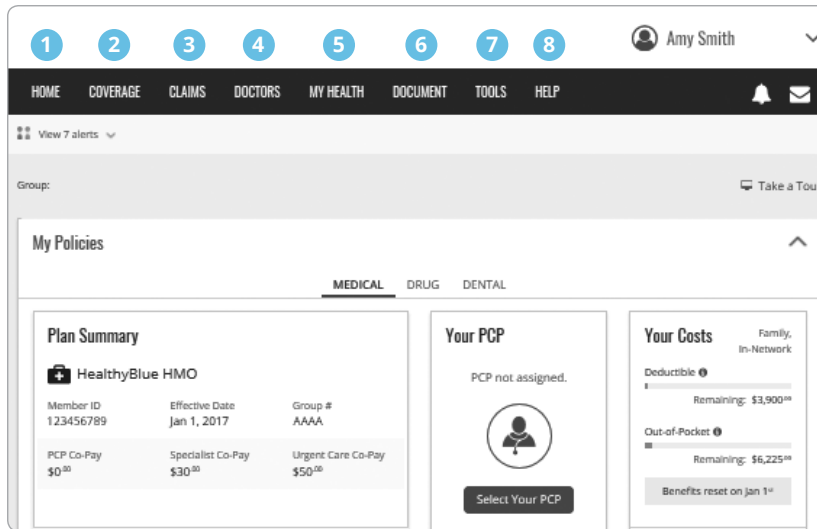 Amy Smith
1 2 3 4 5 6 7 8
HOME COVERAGE CLAIMS DOCTORS MY HEALTH DOCUMENT TOOLS HELP
View 7 alerts
Group:
Take a Tou
My Policies
MEDICAL DRUG DENTAL
Plan Summary
HealthyBlue HMO
Member ID Effective Date Group #
123456789 Jan 1, 2017 AAAA
PCP Co-Pay Specialist Co-Pay Urgent Care Co-Pay
$0.00 $30.00 $50.00
Your PCP
PCP not assigned.
Select Your PCP
Your Costs
Family,
In-Network
Deductible
Remaining: $3,900.00
Out-of-Pocket
Remaining: $6,225.00
Benefits reset on Jan 1st